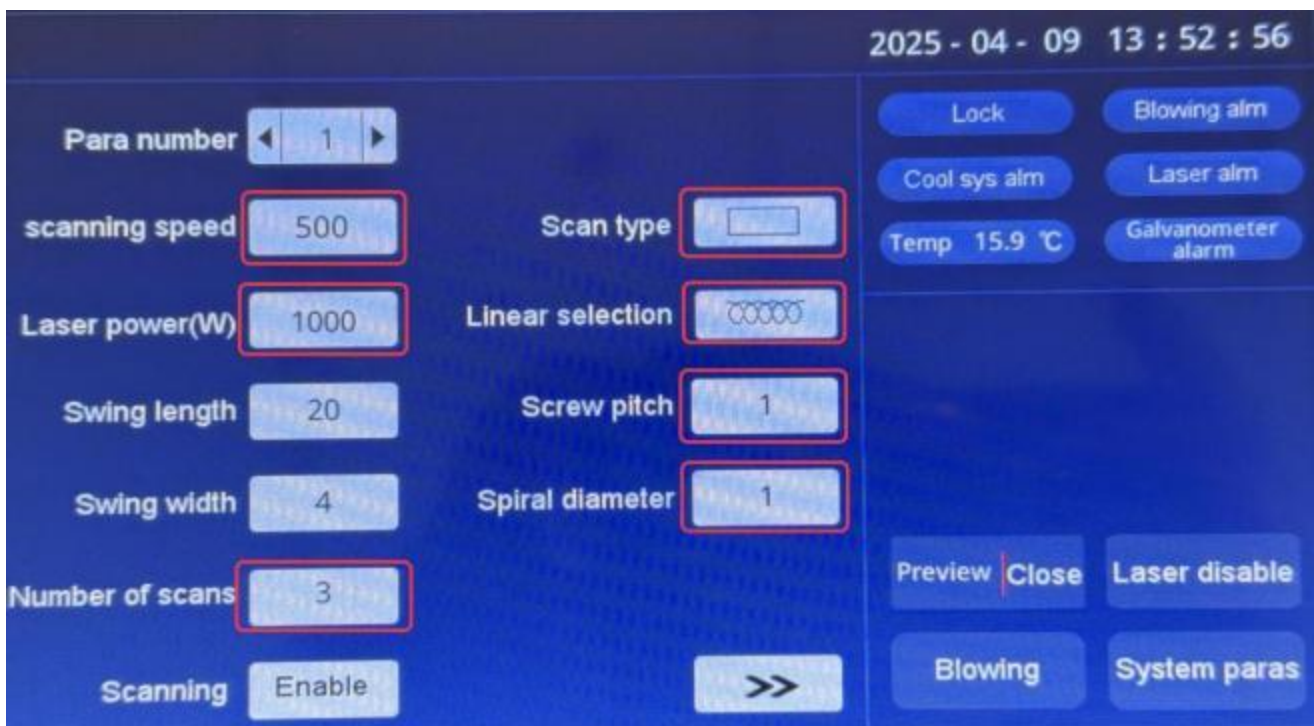 2025 - 04 - 09 13 : 52 : 56
Para number 1
scanning speed 500
Laser power(W) 1000
Swing length 20
Swing width 4
Number of scans 3
Scanning Enable
Scan type
Linear selection
Screw pitch 1
Spiral diameter 1
>>
Lock
Blowing alm
Cool sys alm
Laser alm
Temp 15.9 ℃
Galvanometer
alarm
Preview Close
Laser disable
Blowing
System paras